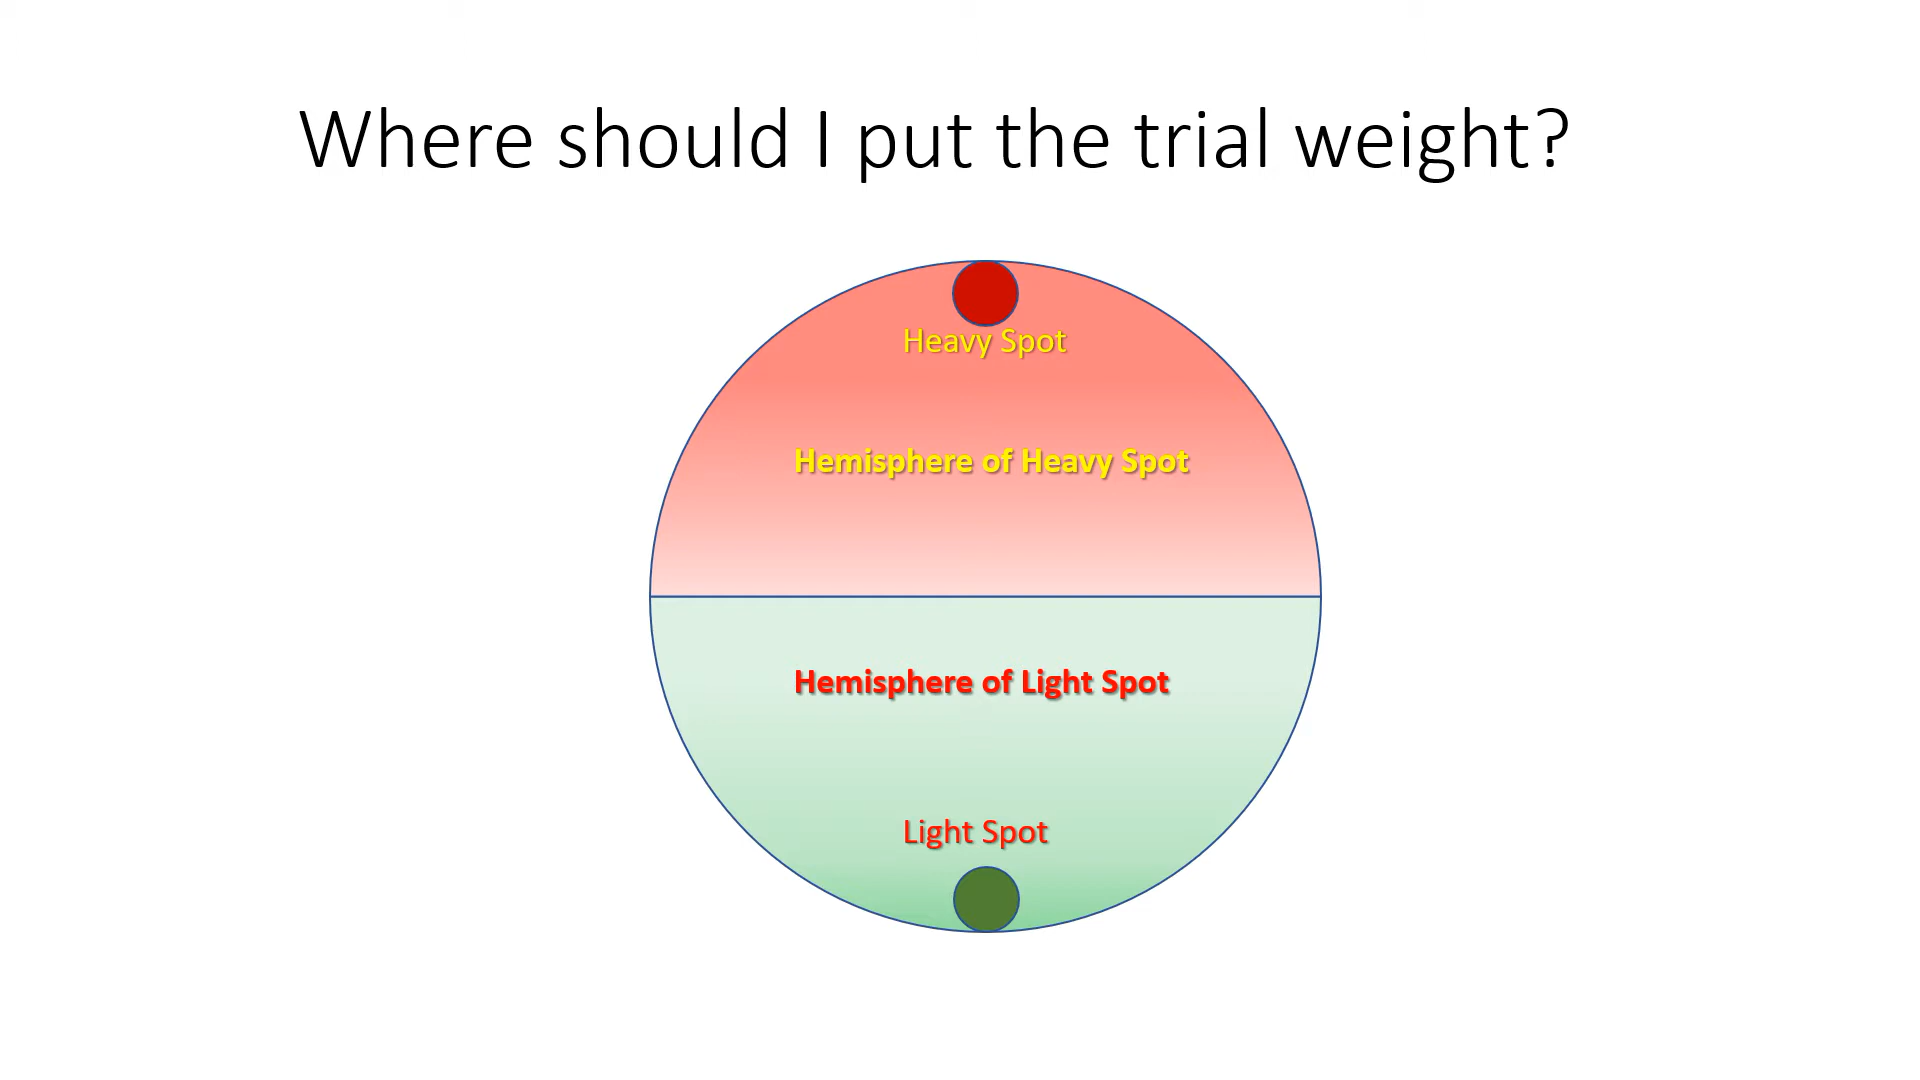 Where should I put the trial weight?
Heavy Spot
Hemisphere of Heavy Spot
Hemisphere of Light Spot
Light Spot